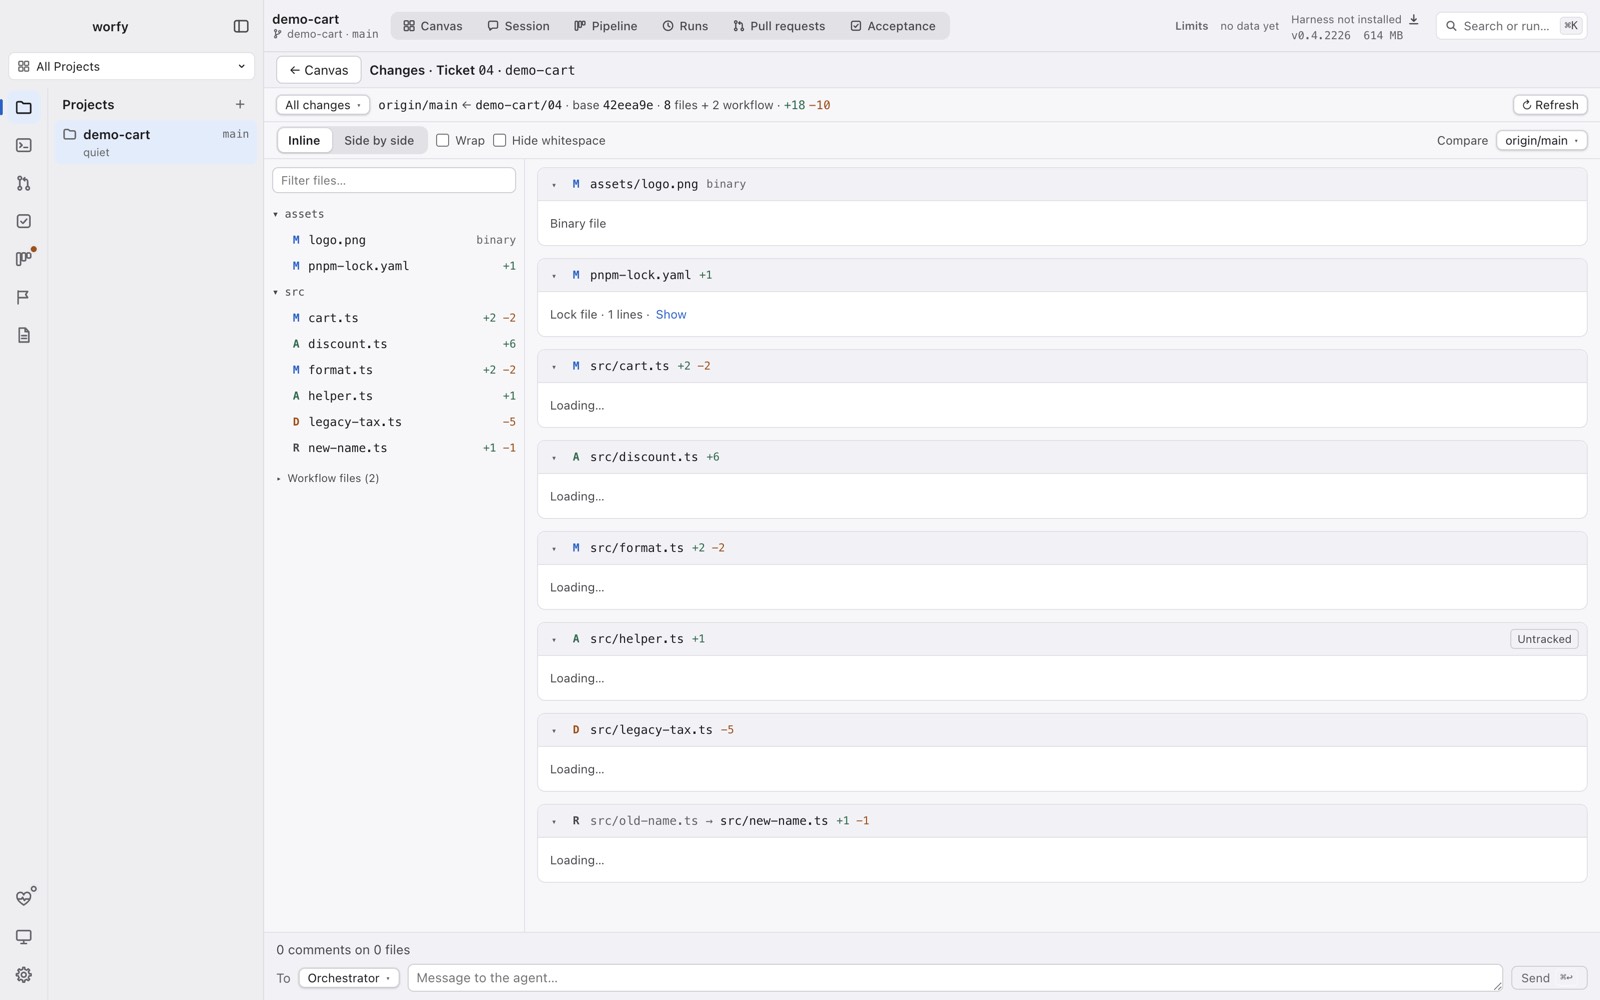 worfy
All Projects
Projects +
demo-cart main
quiet
demo-cart
demo-cart · main
Canvas Session Pipeline Runs Pull requests Acceptance
Limits no data yet
Harness not installed
v0.4.2226 614 MB
Search or run... ⌘K
← Canvas Changes · Ticket 04 · demo-cart
All changes origin/main ← demo-cart/04 · base 42eea9e · 8 files + 2 workflow · +18 −10 Refresh
Inline Side by side Wrap Hide whitespace Compare origin/main
Filter files...
assets
M logo.png binary
M pnpm-lock.yaml +1
src
M cart.ts +2 −2
A discount.ts +6
M format.ts +2 −2
A helper.ts +1
D legacy-tax.ts −5
R new-name.ts +1 −1
Workflow files (2)
M assets/logo.png binary
Binary file
M pnpm-lock.yaml +1
Lock file · 1 lines · Show
M src/cart.ts +2 −2
Loading...
A src/discount.ts +6
Loading...
M src/format.ts +2 −2
Loading...
A src/helper.ts +1 Untracked
Loading...
D src/legacy-tax.ts −5
Loading...
R src/old-name.ts → src/new-name.ts +1 −1
Loading...
0 comments on 0 files
To Orchestrator Message to the agent... Send ⌘↩